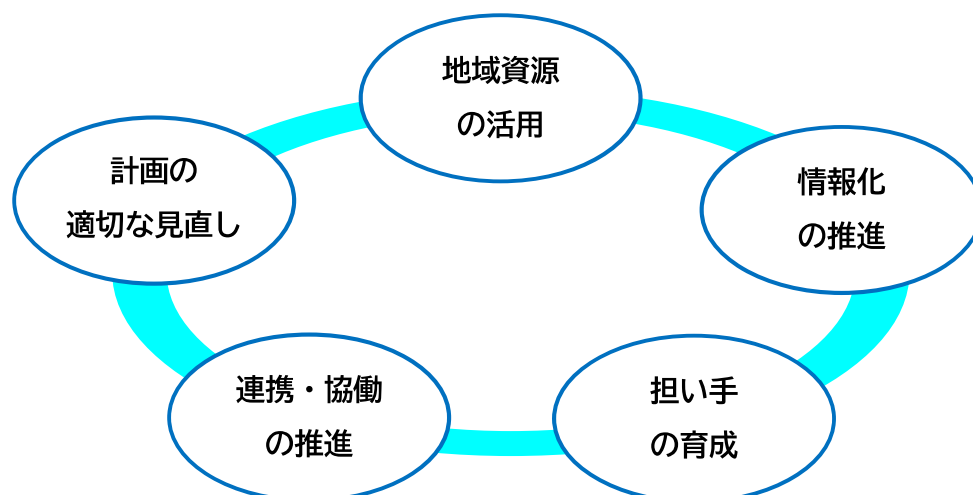 地域資源
の活用
情報化
の推進
担い手
の育成
連携・協働
の推進
計画の
適切な見直し